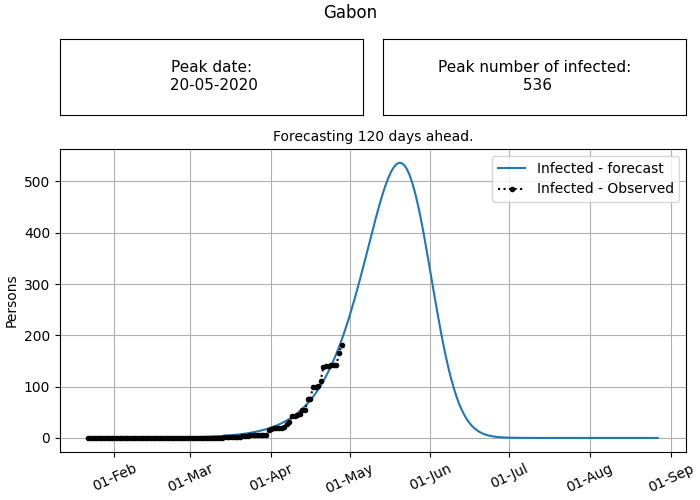 Gabon
Peak date:
20-05-2020
Peak number of infected:
536
Forecasting 120 days ahead.
Infected - forecast
Infected - Observed
500
400
300
200
100
0
Persons
01-Feb
01-Mar
01-Apr
01-May
01-Jun
01-Jul
01-Aug
01-Sep